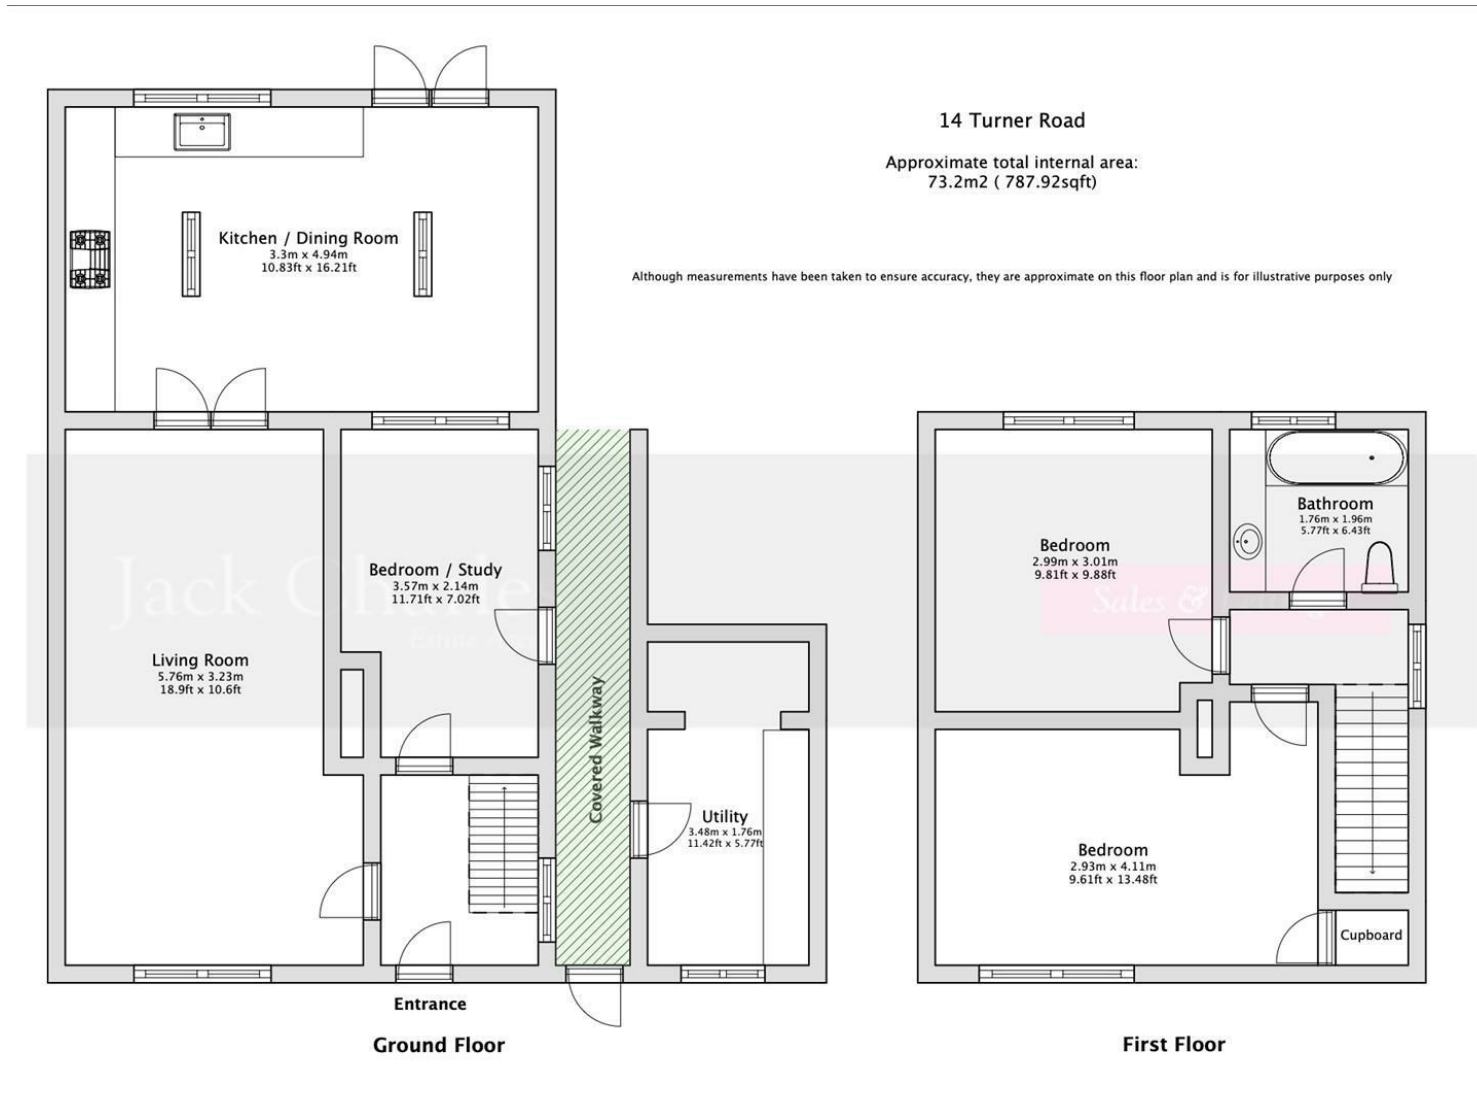 14 Turner Road
Approximate total internal area:
73.2m2 ( 787.92sqft)
Although measurements have been taken to ensure accuracy, they are approximate on this floor plan and is for illustrative purposes only
Kitchen / Dining Room
3.3m x 4.94m
10.83ft x 16.21ft
Bedroom / Study
3.57m x 2.14m
11.71ft x 7.02ft
Living Room
5.76m x 3.23m
18.9ft x 10.6ft
Covered Walkway
Utility
3.48m x 1.76m
11.42ft x 5.77ft
Entrance
Ground Floor
Bathroom
1.76m x 1.96m
5.77ft x 6.43ft
Bedroom
2.99m x 3.01m
9.81ft x 9.88ft
Bedroom
2.93m x 4.11m
9.61ft x 13.48ft
Cupboard
First Floor
Jack
Estate
Sales &